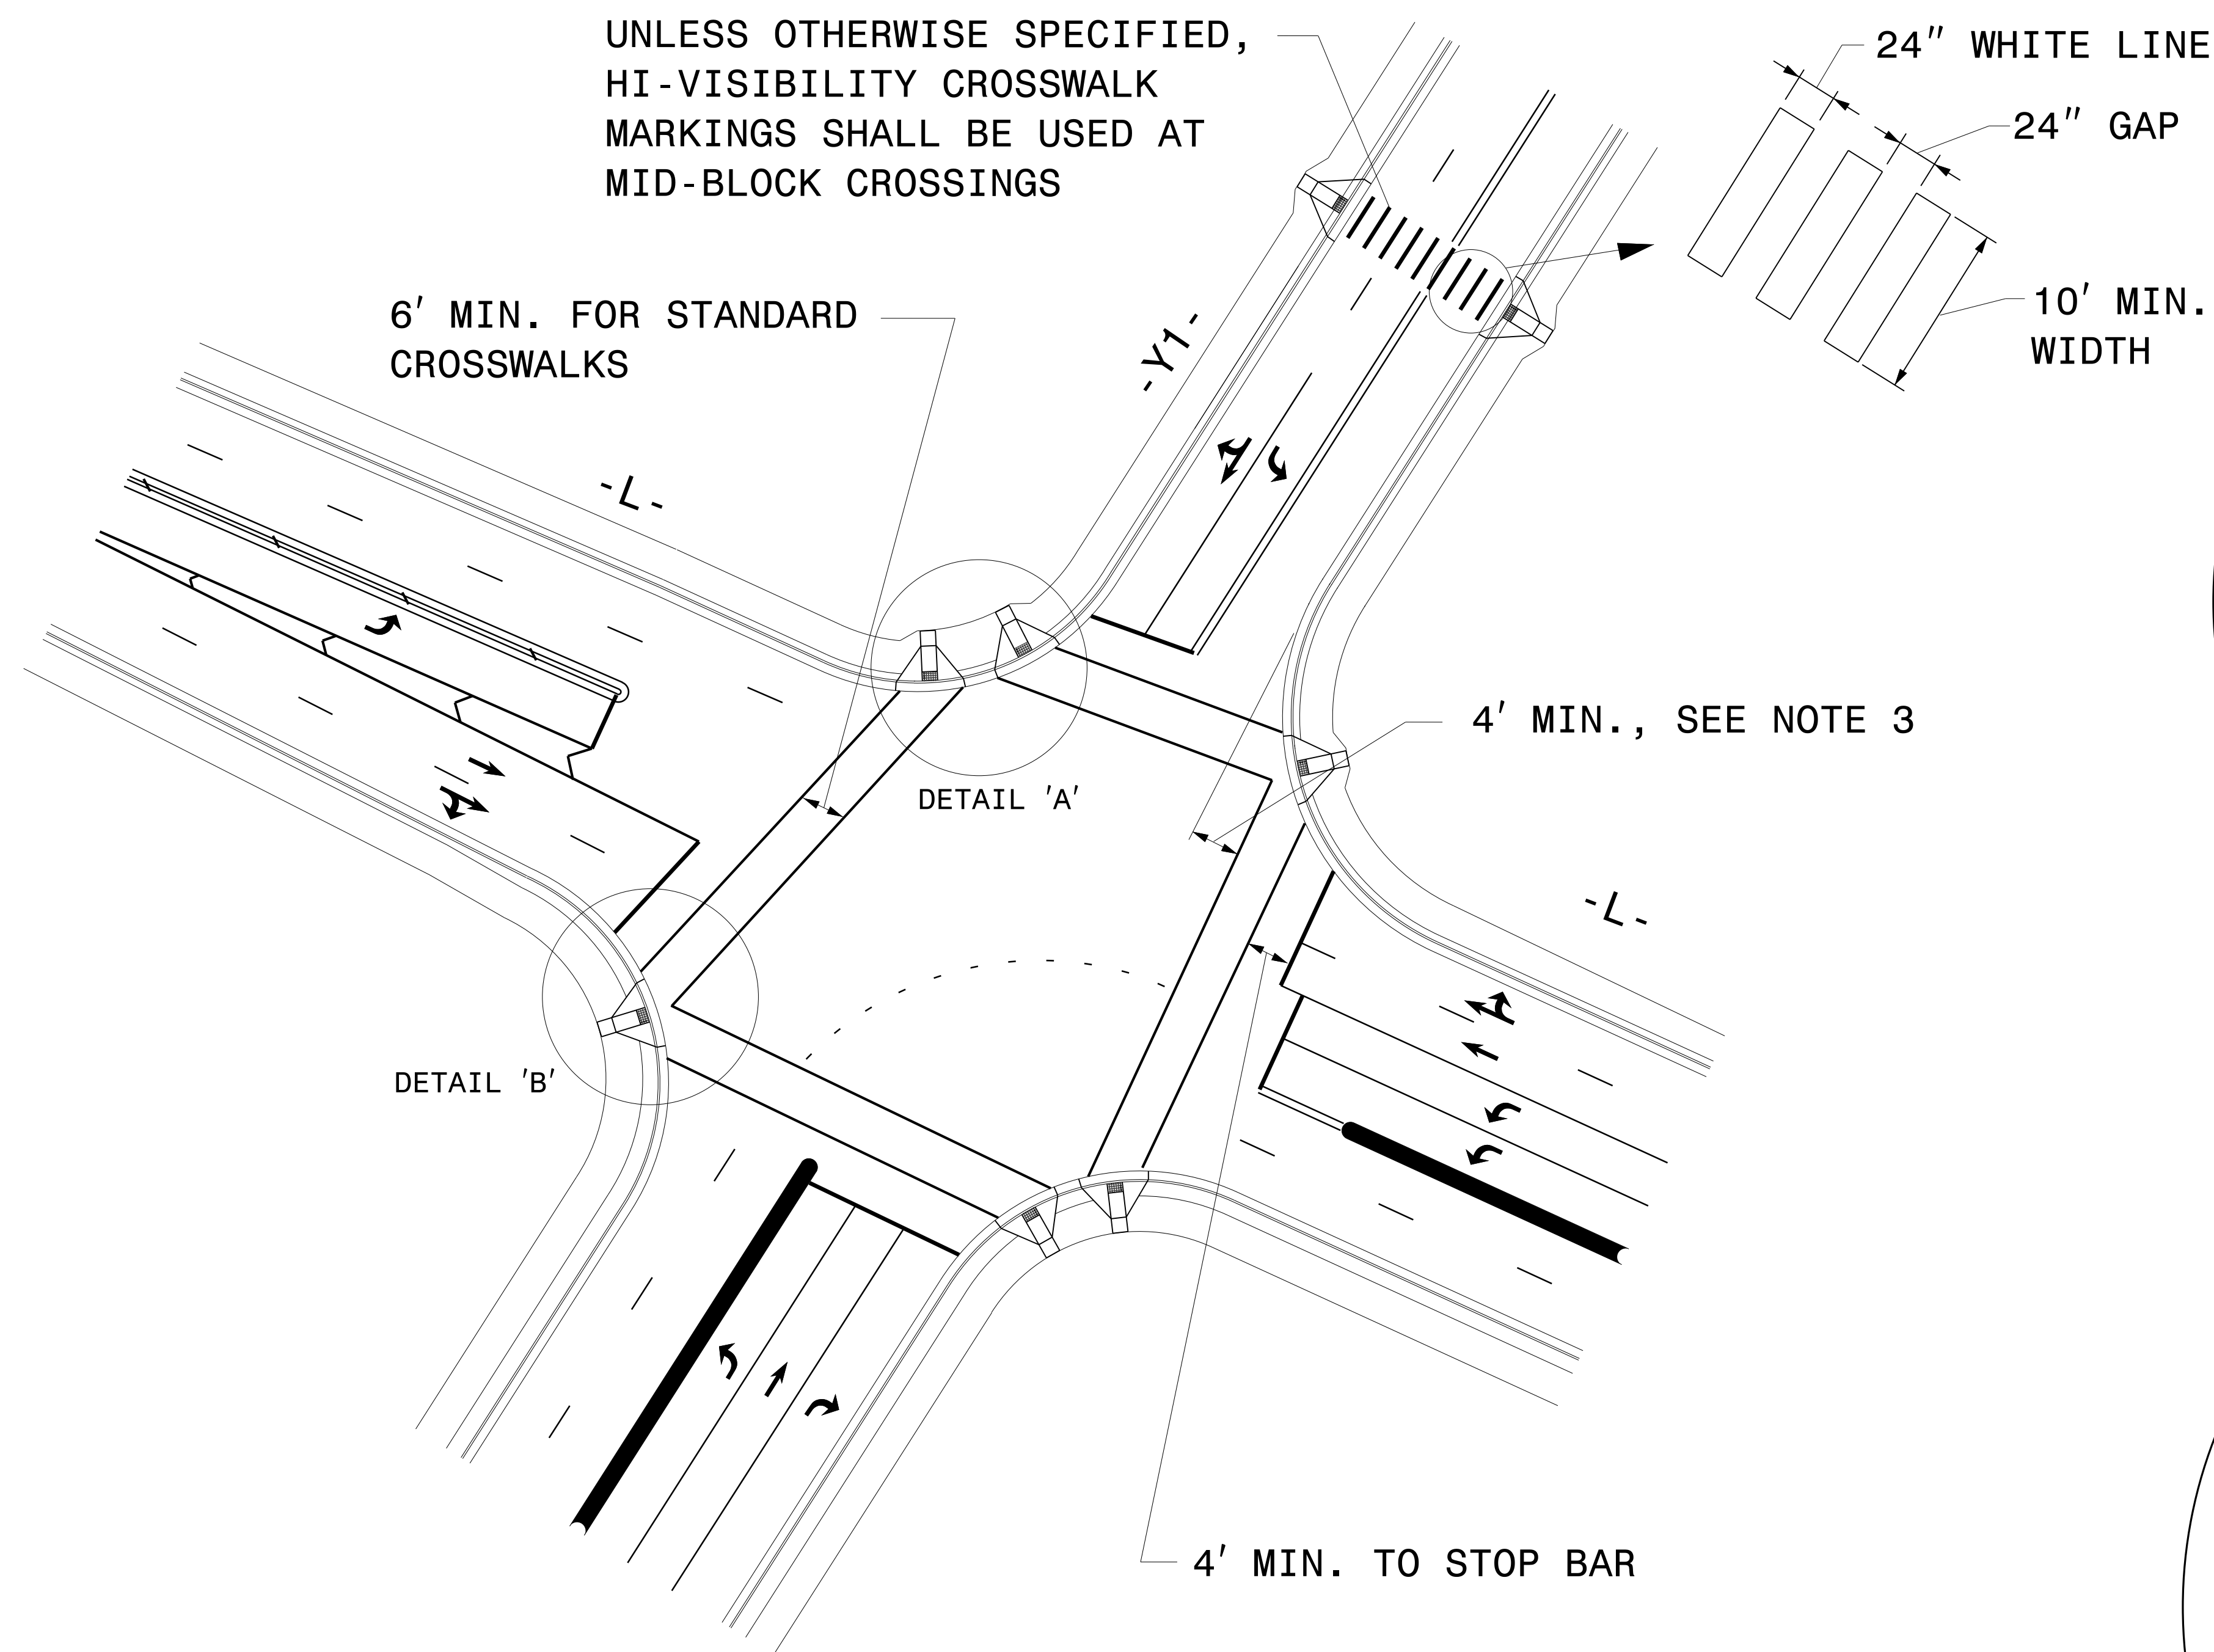 UNLESS OTHERWISE SPECIFIED,
HI-VISIBILITY CROSSWALK
MARKINGS SHALL BE USED AT
MID-BLOCK CROSSINGS
24" WHITE LINE
24" GAP
10' MIN.
WIDTH
6' MIN. FOR STANDARD
CROSSWALKS
-Y1-
-L-
4' MIN., SEE NOTE 3
DETAIL 'A'
-L-
DETAIL 'B'
4' MIN. TO STOP BAR